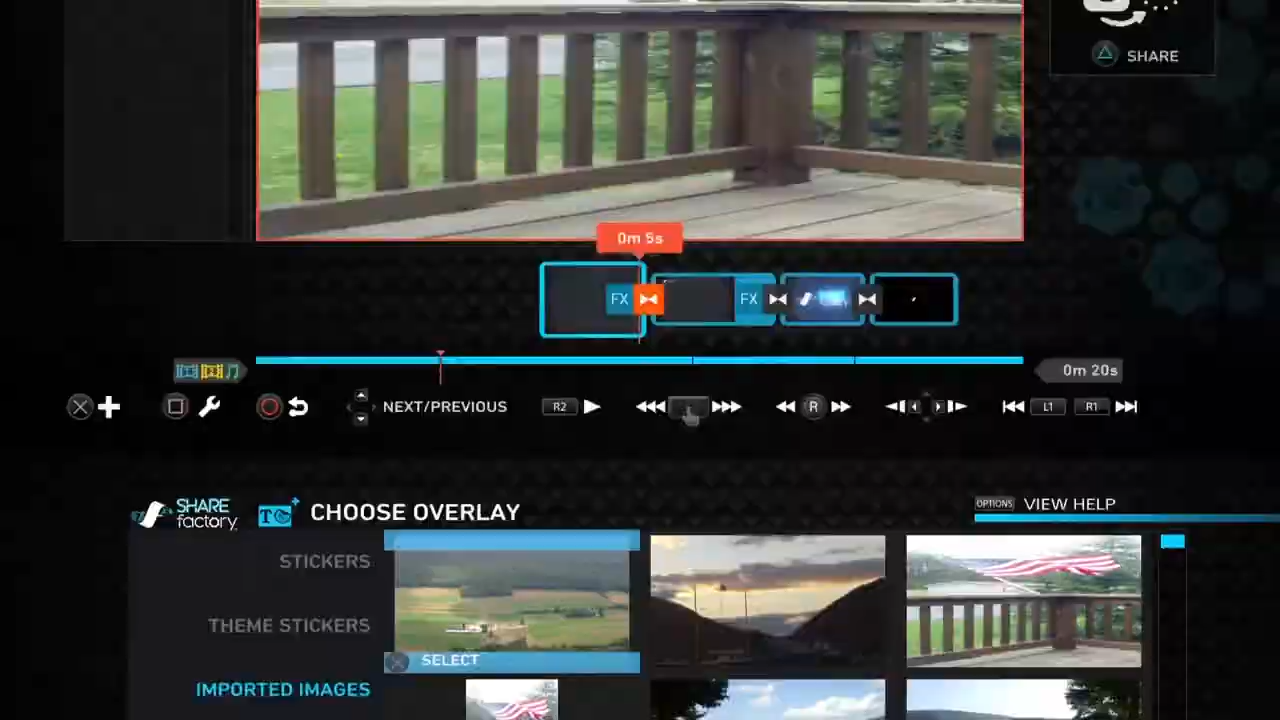 SHARE
0m 5s
FX
FX
0m 20s
NEXT/PREVIOUS
R2
R
L1
R1
SHARE
factory
CHOOSE OVERLAY
OPTIONS
VIEW HELP
STICKERS
THEME STICKERS
SELECT
IMPORTED IMAGES